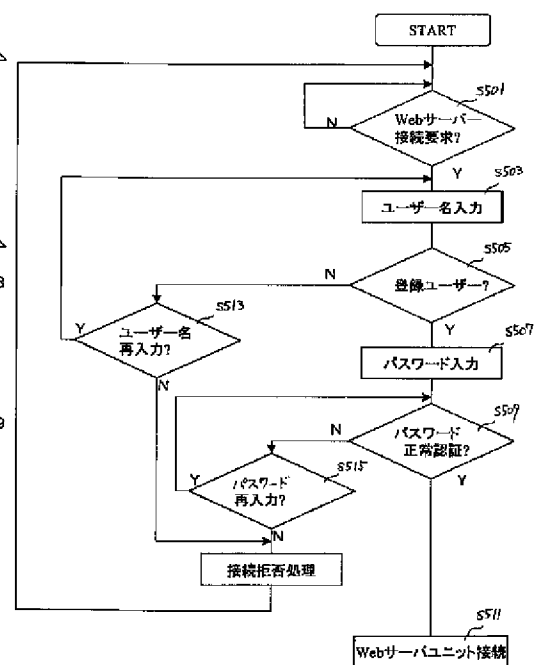 START
S501
Webサーバー
接続要求?
N
Y
S503
ユーザー名入力
S505
登録ユーザー?
N
Y
S513
ユーザー名
再入力?
Y
N
S507
パスワード入力
S509
パスワード
正常認証?
N
Y
S515
パスワード
再入力?
Y
N
接続拒否処理
S511
Webサーバユニット接続